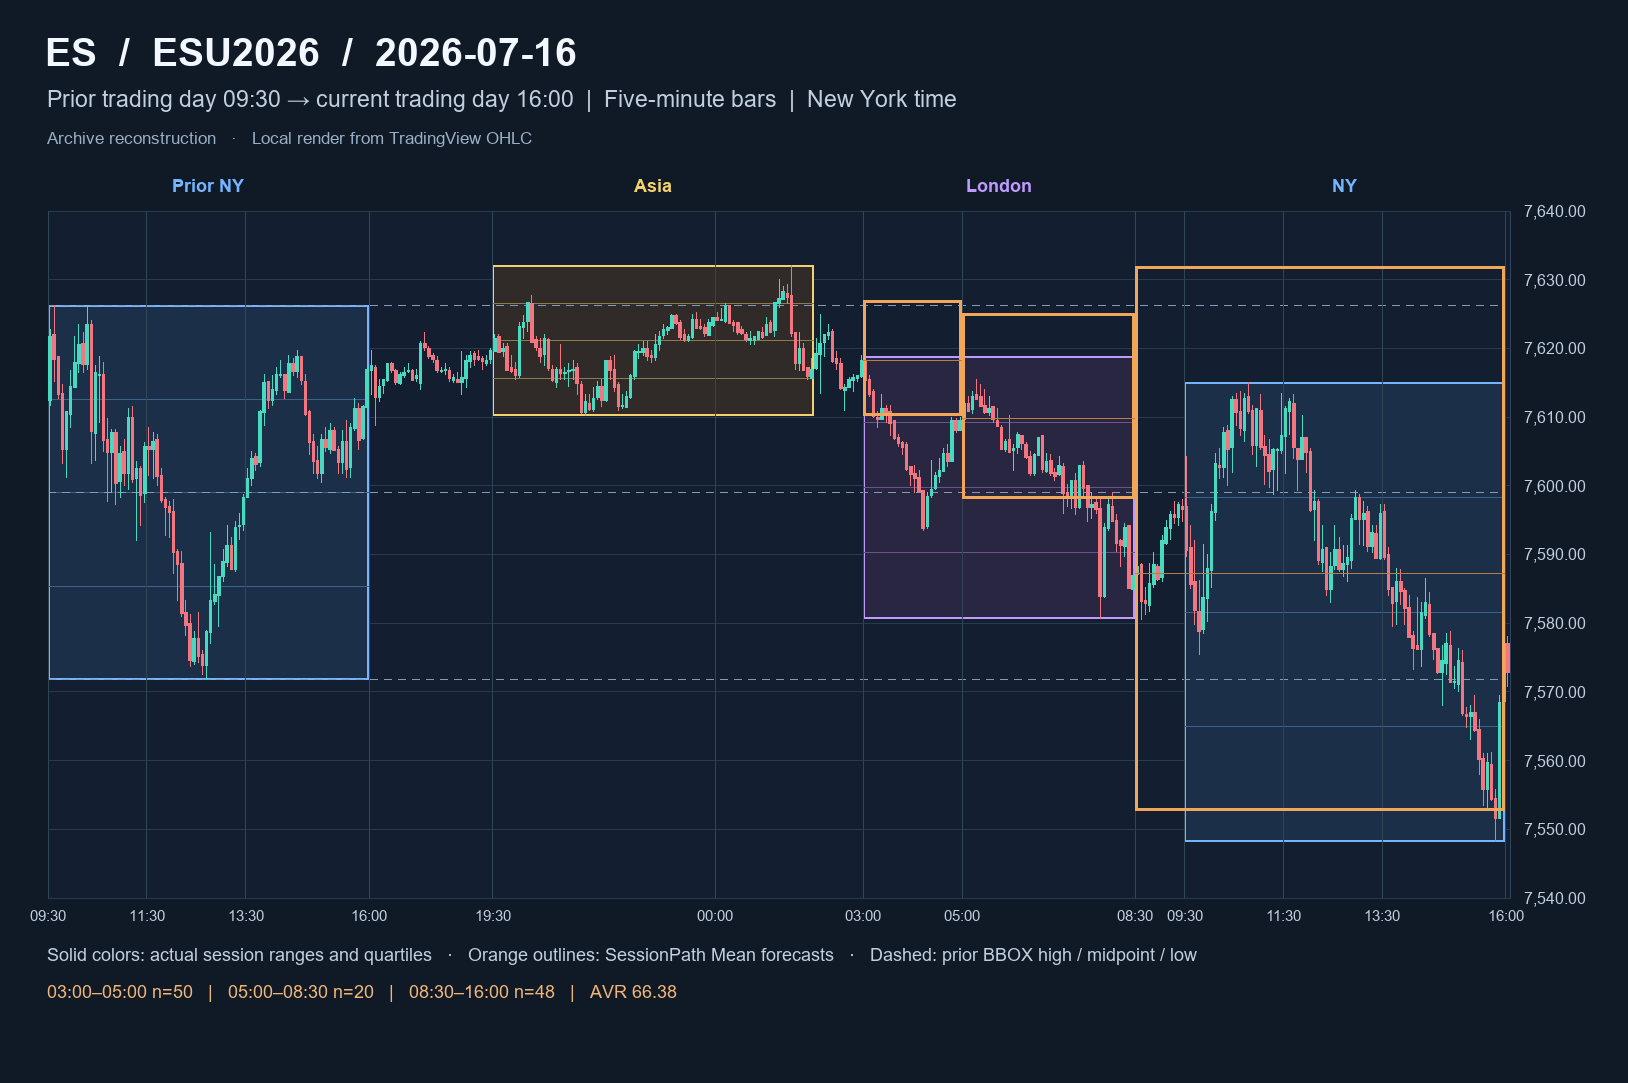 ES / ESU2026 / 2026-07-16
Prior trading day 09:30 → current trading day 16:00 | Five-minute bars | New York time
Archive reconstruction · Local render from TradingView OHLC
Prior NY Asia London NY
7,640.00
7,630.00
7,620.00
7,610.00
7,600.00
7,590.00
7,580.00
7,570.00
7,560.00
7,550.00
7,540.00
09:30 11:30 13:30 16:00 19:30 00:00 03:00 05:00 08:30 09:30 11:30 13:30 16:00
Solid colors: actual session ranges and quartiles · Orange outlines: SessionPath Mean forecasts · Dashed: prior BBOX high / midpoint / low
03:00–05:00 n=50 | 05:00–08:30 n=20 | 08:30–16:00 n=48 | AVR 66.38